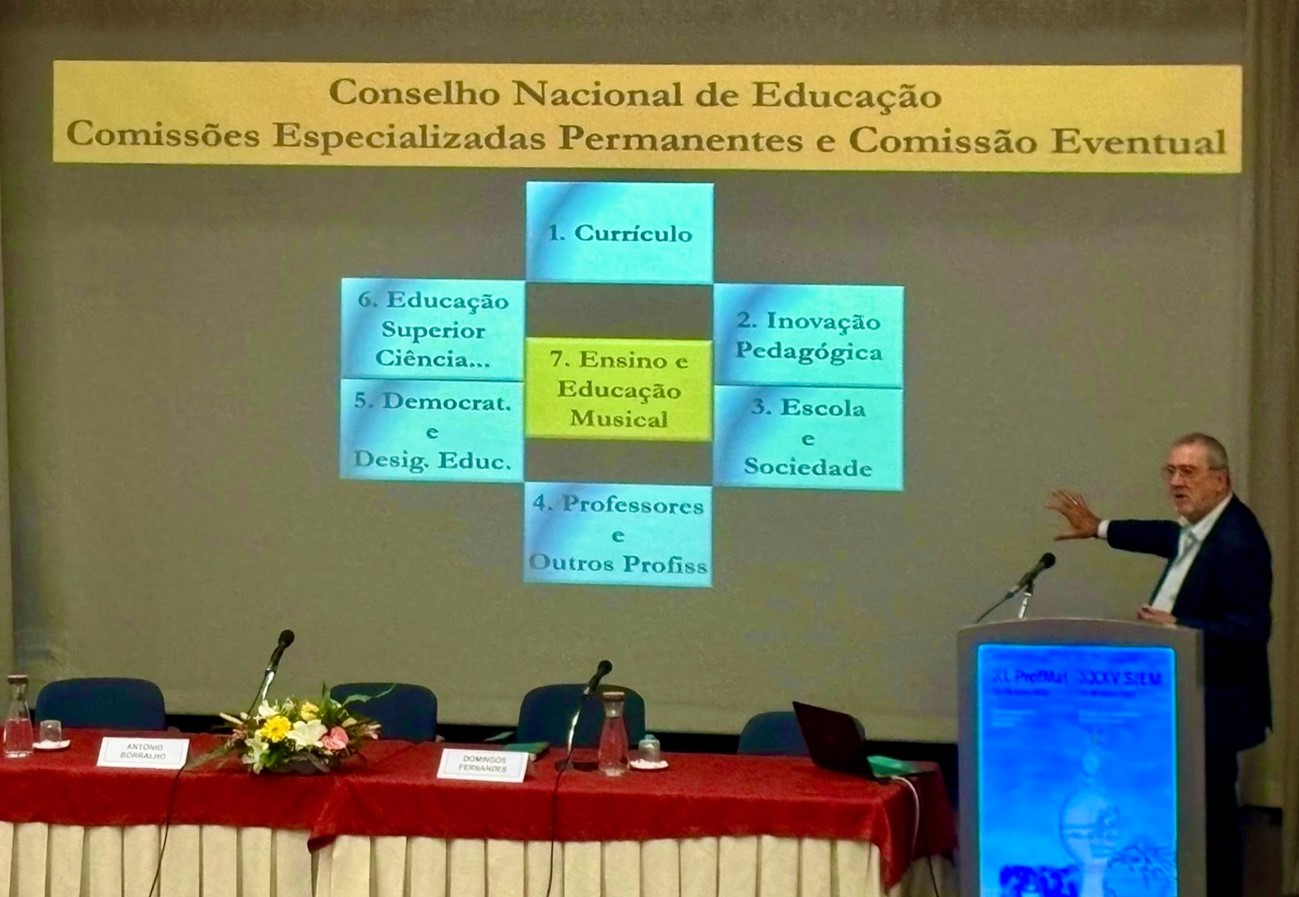 Conselho Nacional de Educação
Comissões Especializadas Permanentes e Comissão Eventual
1. Currículo
6. Educação
Superior
Ciência...
2. Inovação
Pedagógica
7. Ensino e
Educação
Musical
5. Democrat.
e
Desig. Educ.
3. Escola
e
Sociedade
4. Professores
e
Outros Profiss
ANTÓNIO
BORRALHO
DOMINGOS
FERNANDES
XL ProfMat XXXV SIEM